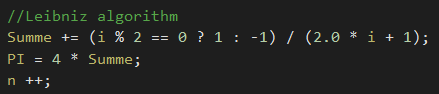 //Leibniz algorithm
Summe += (i % 2 == 0 ? 1 : -1) / (2.0 * i + 1);
PI = 4 * Summe;
n ++;